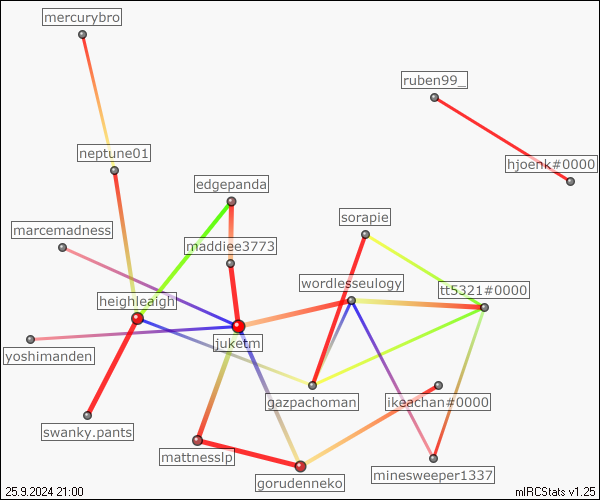 mercurybro
ruben99_
neptune01
hjoenk#0000
edgepanda
sorapie
marcemadness
maddiee3773
wordlesseulogy
tt5321#0000
heighleaigh
juketm
yoshimanden
gazpachoman
ikeachan#0000
swanky.pants
mattnesslp
minesweeper1337
gorudenneko
25.9.2024 21:00
mIRCStats v1.25